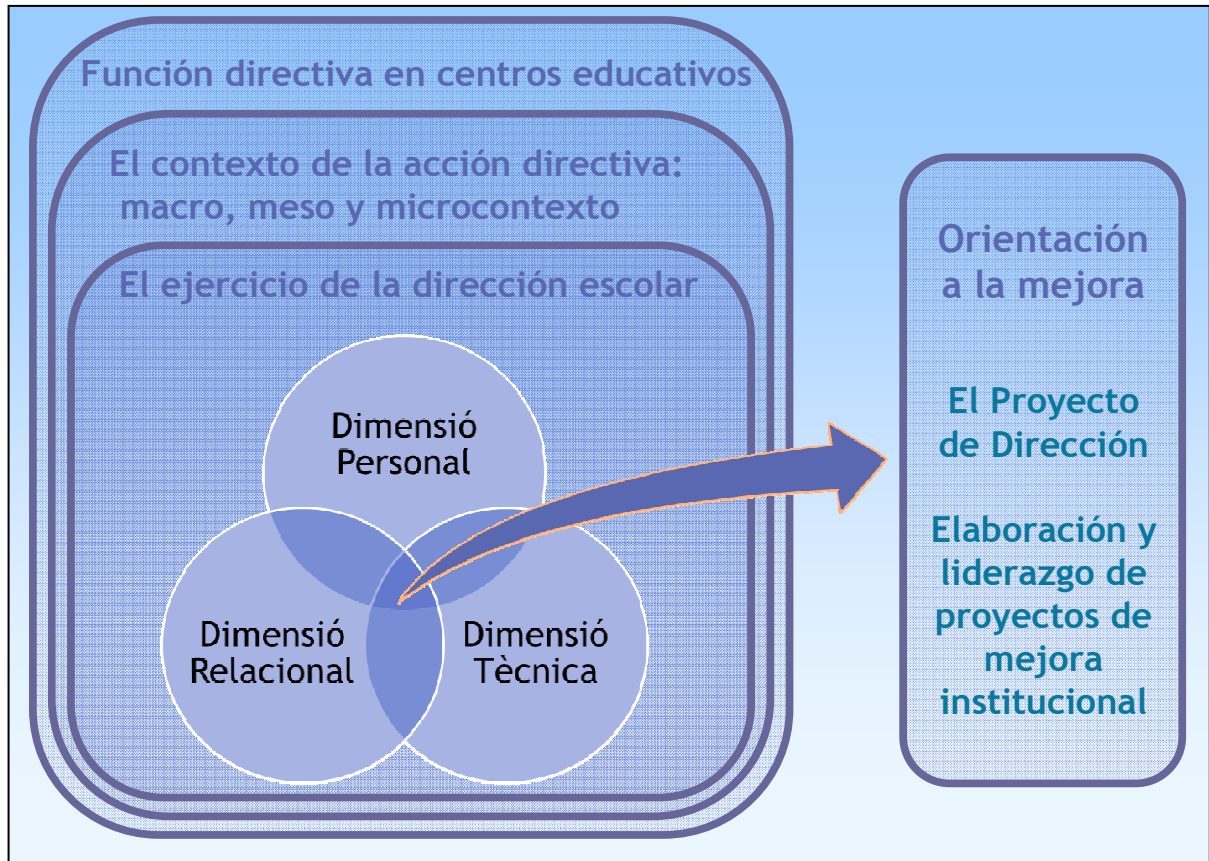 Función directiva en centros educativos
El contexto de la acción directiva:
macro, meso y microcontexto
El ejercicio de la dirección escolar
Dimensió
Personal
Dimensió
Relacional
Dimensió
Tècnica
Orientación
a la mejora
El Proyecto
de Dirección
Elaboración y
liderazgo de
proyectos de
mejora
institucional